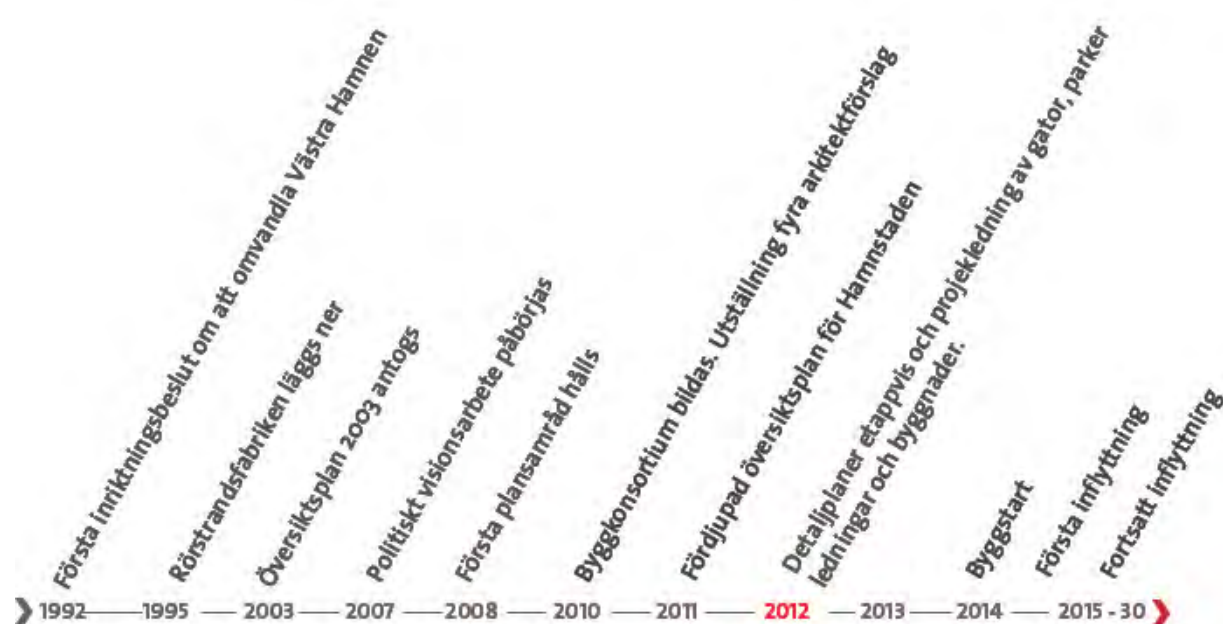 Första inriktningsbeslut om att omvandla Västra Hamnen
Rörstrandsfabriken läggs ner
Översiktsplan 2003 antogs
Politiskt visionsarbete påbörjas
Första plansamråd hålls
Byggkonsortium bildas. Utställning fyra arkitektförslag
Fördjupad översiktsplan för Hamnstaden
Detaljplaner etappvis och projekledning av gator, parker
ledningar och byggnader.
Byggstart
Första inflyttning
Fortsatt inflyttning
1992 1995 2003 2007 2008 2010 2011 2012 2013 2014 2015 - 30